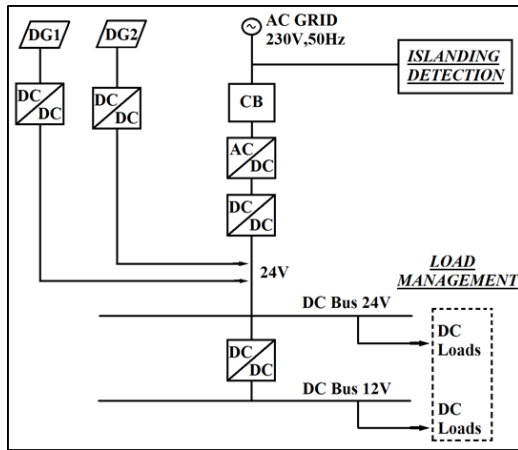 DG1
DG2
AC GRID
230V,50Hz
ISLANDING
DETECTION
DC
DC
DC
DC
CB
AC
DC
DC
DC
24V
LOAD
MANAGEMENT
DC Bus 24V
DC
Loads
DC
DC
DC Bus 12V
DC
Loads